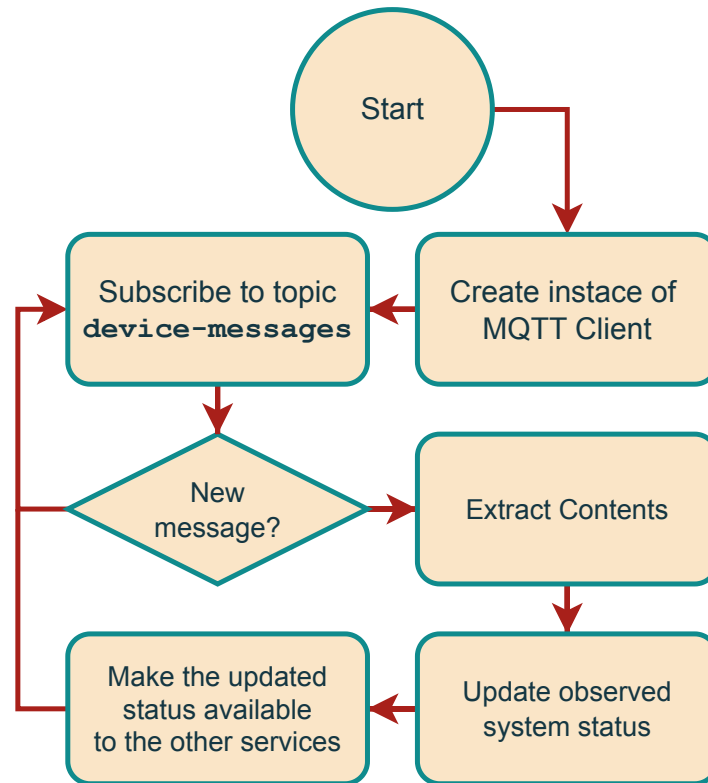 Start
Create instace of
MQTT Client
Subscribe to topic
device-messages
New
message?
Extract Contents
Update observed
system status
Make the updated
status available
to the other services